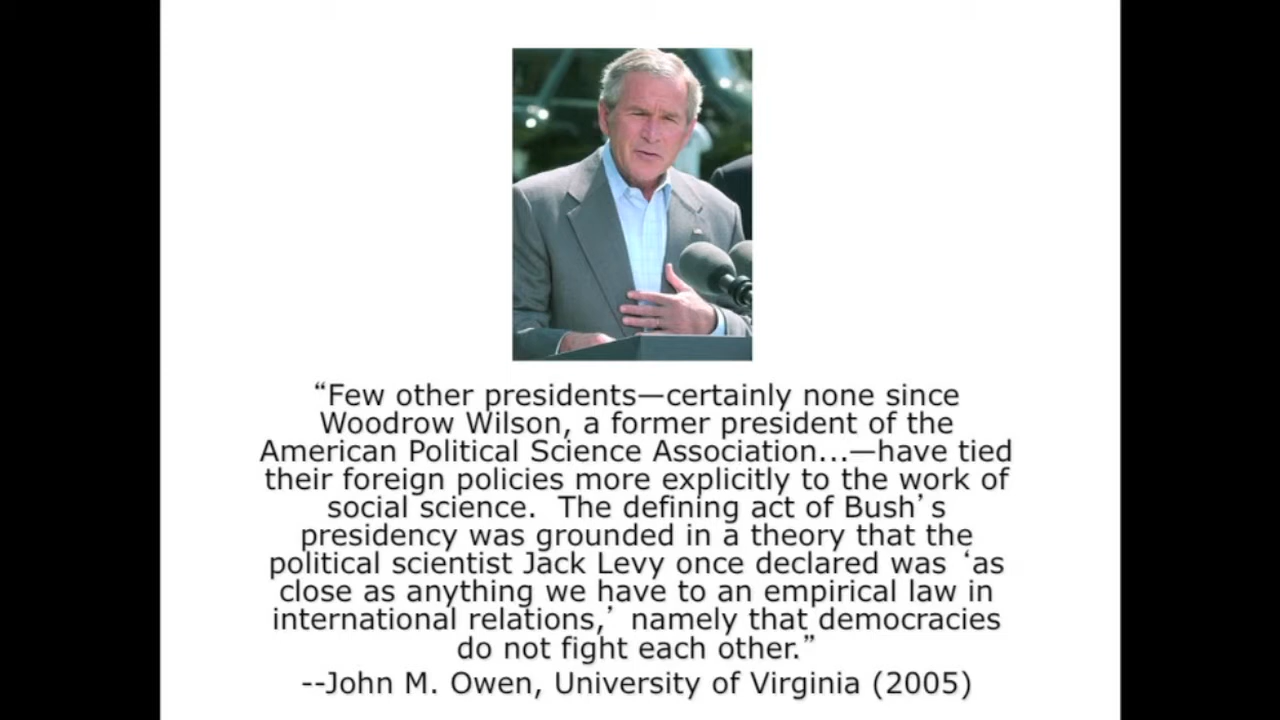 “Few other presidents—certainly none since
Woodrow Wilson, a former president of the
American Political Science Association...—have tied
their foreign policies more explicitly to the work of
social science.  The defining act of Bush’s
presidency was grounded in a theory that the
political scientist Jack Levy once declared was ‘as
close as anything we have to an empirical law in
international relations,’ namely that democracies
do not fight each other.”
--John M. Owen, University of Virginia (2005)